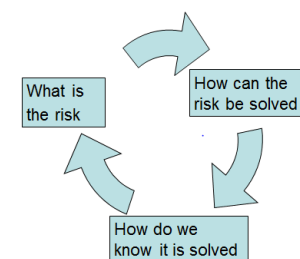 What is
the risk
How can the
risk be solved
How do we
know it is solved